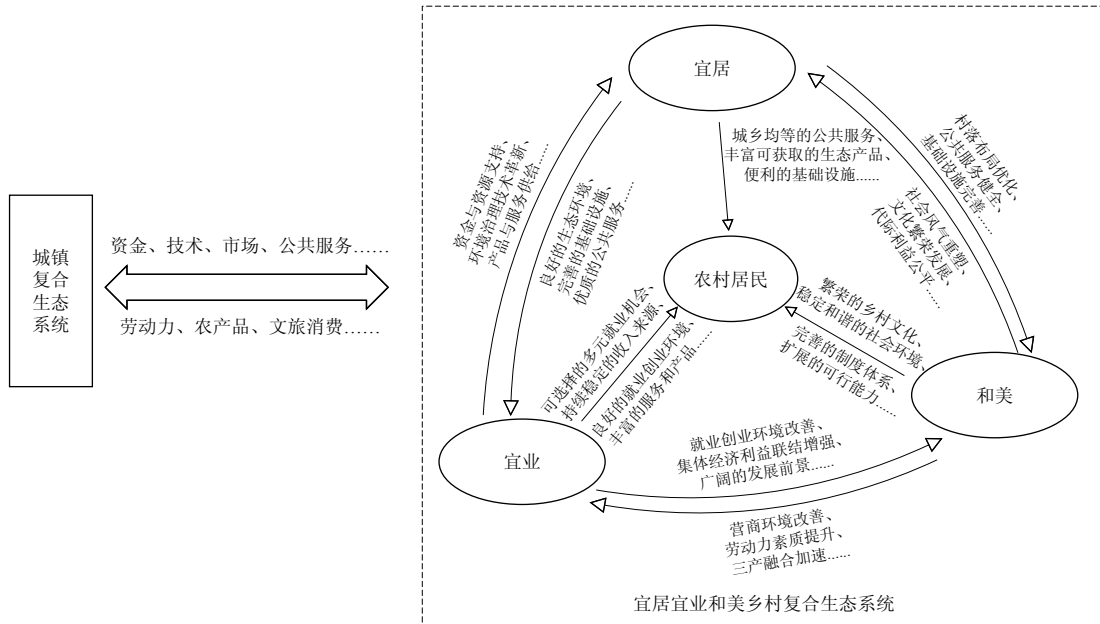 城镇
复合
生态
系统
资金、技术、市场、公共服务……
劳动力、农产品、文旅消费……
宜居
城乡均等的公共服务、
丰富可获取的生态产品、
便利的基础设施……
资金与资源支持、
环境治理技术革新、
产品与服务供给……
良好的生态环境、
完善的基础设施、
优质的公共服务……
村落布局优化、
公共服务健全、
基础设施完善……
社会风气重塑、
文化繁荣发展、
代际利益公平……
农村居民
可选择的多元就业机会、
持续稳定的收入来源、
良好的就业创业环境、
丰富的服务和产品……
繁荣的乡村文化、
稳定和谐的社会环境、
完善的制度体系、
扩展的可行能力……
宜业
和美
就业创业环境改善、
集体经济利益联结增强、
广阔的发展前景……
营商环境改善、
劳动力素质提升、
三产融合加速……
宜居宜业和美乡村复合生态系统